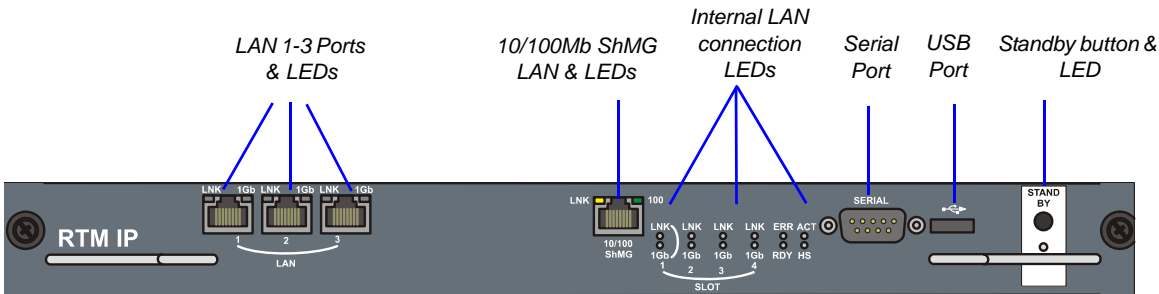 LAN 1-3 Ports
& LEDs
10/100Mb ShMG
LAN & LEDs
Internal LAN
connection
LEDs
Serial
Port
USB
Port
Standby button &
LED
LNK 1Gb LNK 1Gb LNK 1Gb
1 2 3
LAN
RTM IP
LNK 100
10/100
ShMG
LNK LNK LNK LNK ERR ACT
1Gb 1Gb 1Gb 1Gb RDY HS
1 2 3 4
SLOT
SERIAL
STAND
BY